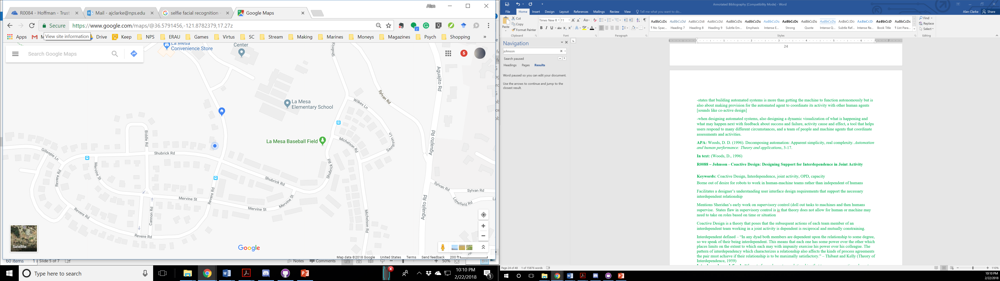 Alan
R0084 - Hoffman - Trust
Mail - ajclarke@nps.edu
selfie facial recognition -
Google Maps
Secure
https://www.google.com/maps/@36.5791456,-121.8782379,17.27z
2
Apps
M
View site information
Drive
Keep
NPS
ERAU
Games
Virtus
SC
Stream
Making
Marines
Moneys
Magazines
Psych
Shopping
»
Search Google Maps
La Mesa
Convenience Store
Center
5
Shubrick
Aguajito Rd
Sylvan Rd
La Mesa
Elementary School
Wilkes Ln
Biddle Rd
La Mesa Baseball Field
Michelson Rd
Sampson Ln
Aguajito Rd
Gillespie Ln
Shubrick Rd
Mervine St
Shubrick Rd
Revere Rd
Shubrick Rd
Sylvan Rd
Sylvan Rd
Littlefield Rd
Mervine St
Revere Rd
Mervine St
Mervine St
Aguajito Rd
Revere Rd
Cannon Rd
Michelson Rd
Revere Rd
Satellite
Google
Map data ©2018 Google
United States
Terms
Send feedback
200 ft
60 items
Slide 5 of 7
Notes
Comments
50%
Type here to search
10:10 PM
2/22/2018
1
Annotated Bibliography [Compatibility Mode] - Word
File
Home
Insert
Design
Layout
References
Mailings
Review
View
Tell me what you want to do...
Alan Clarke
Share
Paste
Cut
Copy
Format Painter
Clipboard
Times New R
11
Font
Paragraph
¶ No Spac...
Heading 7
Heading 8
Heading 9
Subtle Em...
Emphasis
Intense E...
Strong
Quote
Intense Q...
Subtle Ref...
Intense Re...
Book Title
¶ List Para...
Styles
Find
Replace
Select
Editing
Navigation
johnson
Search paused
Headings
Pages
Results
Word paused so you can edit your document.
Use the arrows to continue and jump to the
closest result.
24
-states that building automated systems is more than getting the machine to function autonomously but is
also about making provision for the automated agent to coordinate its activity with other human agents
[sounds like co-active design]
-when designing automated systems, also designing a dynamic visualization of what is happening and
what may happen next with feedback about success and failure, activity cause and effect, a tool that helps
users respond to many different circumstances, and a team of people and machine agents that coordinate
assessments and activities.
APA: Woods, D. D. (1996). Decomposing automation: Apparent simplicity, real complexity. Automation
and human performance: Theory and applications, 3-17.
In text: (Woods, D., 1996)
R0088 – Johnson - Coactive Design: Designing Support for Interdependence in Joint Activity
Keywords: Coactive Design, Interdependence, joint activity, OPD, capacity
Borne out of desire for robots to work in human-machine teams rather than independent of humans
Facilitates a designer’s understanding user interface design requirements that support the necessary
interdependent relationship
Mentions Sheridan’s early work on supervisory control (doll out tasks to machines and then humans
supervise. States flaw in supervisory control is is that theory does not allow for human or machine may
need to take on roles based on time or situation
Coactive Design is a theory that poses that the subsequent actions of each team member of an
interdependent team working in a joint activity is dependent is reciprocal and mutually constraining.
Interdependent defined – “In any dyad both members are dependent upon the relationship to some degree,
so we speak of their being interdependent. This means that each one has some power over the other which
places limits on the extent to which each may with impunity exercise his power over his colleague. The
pattern of interdependency which characterizes a relationship also affects the kinds of process agreements
the pair must achieve if their relationship is to be maximally satisfactory.” – Thibaut and Kelly (Theory of
Interdependence, 1959)
Page 24 of 48
1 of 15876 words
110%
10:10 PM
2/22/2018